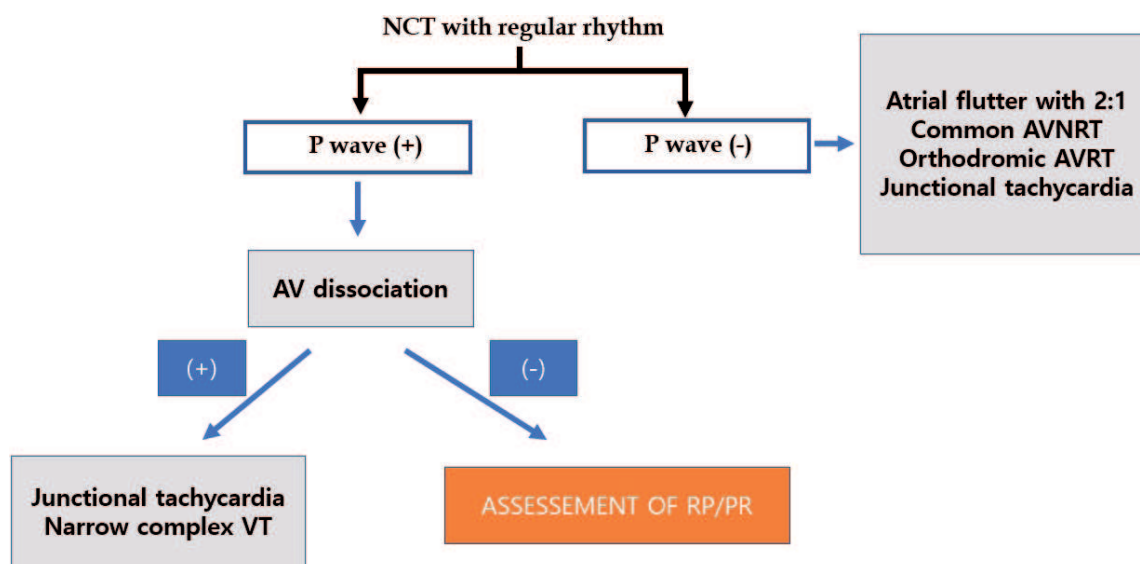 NCT with regular rhythm
P wave (+)
P wave (-)
Atrial flutter with 2:1
Common AVNRT
Orthodromic AVRT
Junctional tachycardia
AV dissociation
(+)
(-)
Junctional tachycardia
Narrow complex VT
ASSESSEMENT OF RP/PR